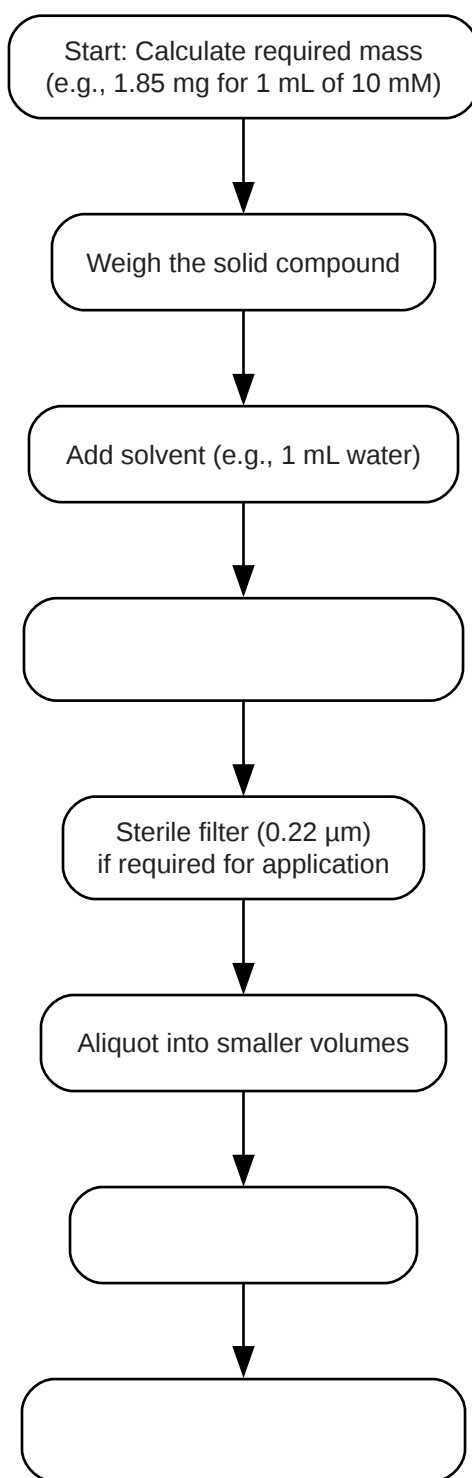 Start: Calculate required mass
(e.g., 1.85 mg for 1 mL of 10 mM)
Weigh the solid compound
Add solvent (e.g., 1 mL water)
Sterile filter (0.22 µm)
if required for application
Aliquot into smaller volumes